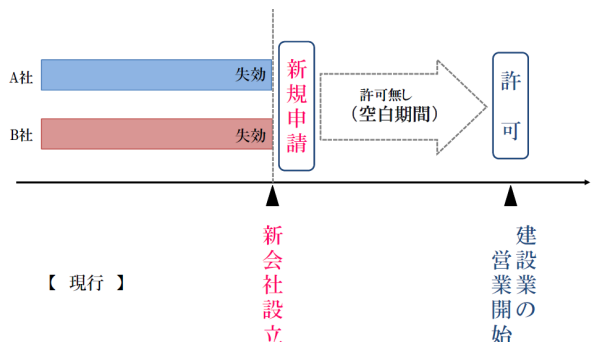 A社
失効
B社
失効
新規申請
許可無し
（空白期間）
許可
新会社設立
建設業の
営業開始
【 現行 】